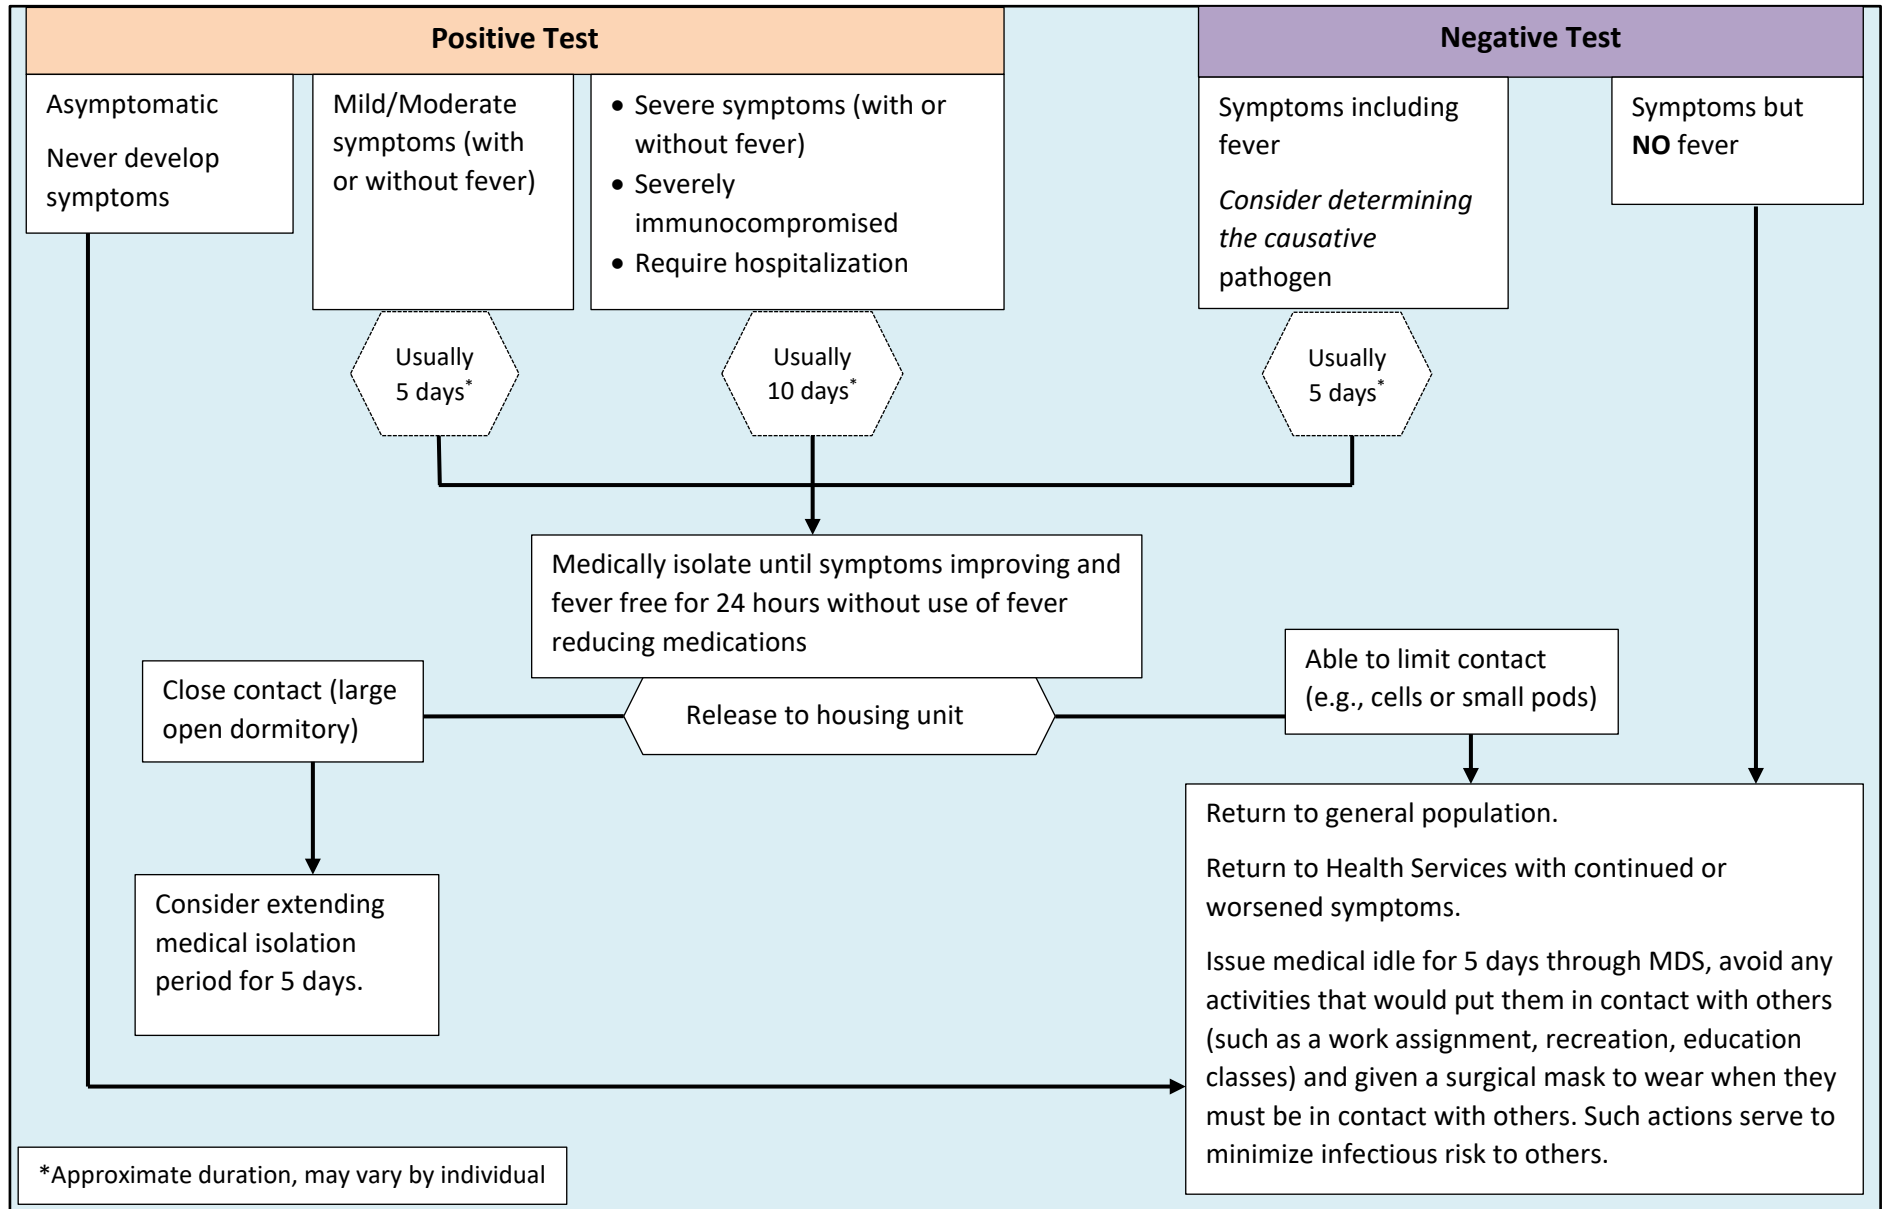 Positive Test
Negative Test
Asymptomatic
Never develop
symptoms
Mild/Moderate
symptoms (with
or without fever)
• Severe symptoms (with or
without fever)
• Severely
immunocompromised
• Require hospitalization
Symptoms including
fever
Consider determining
the causative
pathogen
Symptoms but
NO fever
Usually
5 days*
Usually
10 days*
Usually
5 days*
Medically isolate until symptoms improving and
fever free for 24 hours without use of fever
reducing medications
Close contact (large
open dormitory)
Release to housing unit
Able to limit contact
(e.g., cells or small pods)
Consider extending
medical isolation
period for 5 days.
Return to general population.
Return to Health Services with continued or
worsened symptoms.
Issue medical idle for 5 days through MDS, avoid any
activities that would put them in contact with others
(such as a work assignment, recreation, education
classes) and given a surgical mask to wear when they
must be in contact with others. Such actions serve to
minimize infectious risk to others.
*Approximate duration, may vary by individual